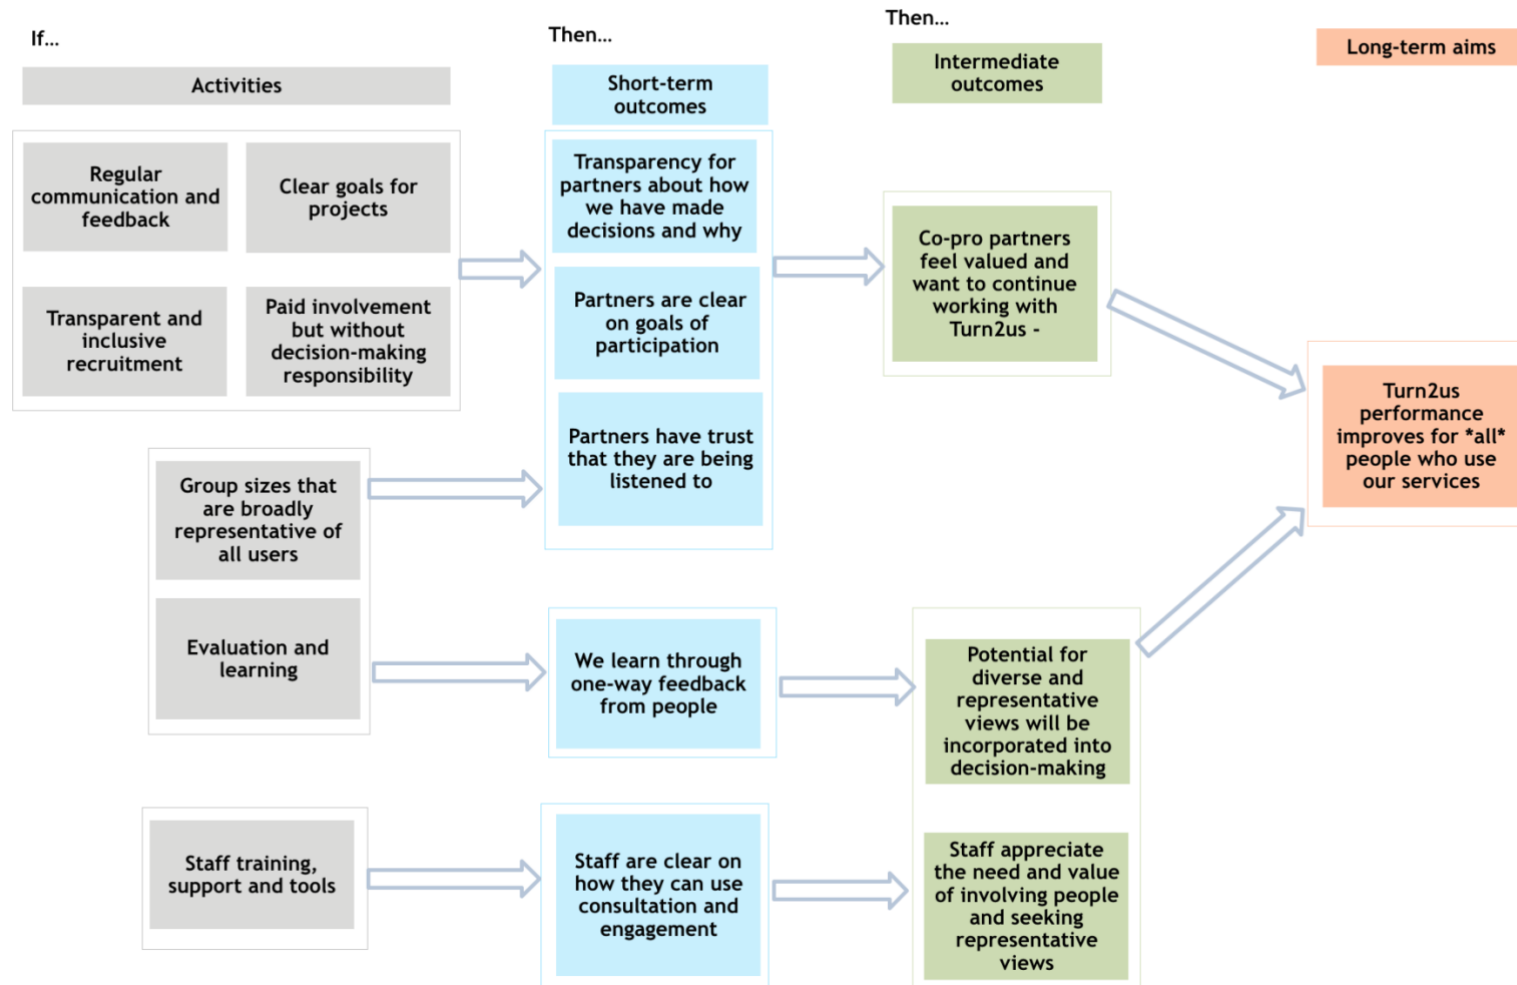 If...
Activities
Regular
communication and
feedback
Clear goals for
projects
Transparent and
inclusive
recruitment
Paid involvement
but without
decision-making
responsibility
Group sizes that
are broadly
representative of
all users
Evaluation and
learning
Staff training,
support and tools
Then...
Short-term
outcomes
Transparency for
partners about how
we have made
decisions and why
Partners are clear
on goals of
participation
Partners have trust
that they are being
listened to
We learn through
one-way feedback
from people
Staff are clear on
how they can use
consultation and
engagement
Then...
Intermediate
outcomes
Co-pro partners
feel valued and
want to continue
working with
Turn2us -
Potential for
diverse and
representative
views will be
incorporated into
decision-making
Staff appreciate
the need and value
of involving people
and seeking
representative
views
Long-term aims
Turn2us
performance
improves for *all*
people who use
our services